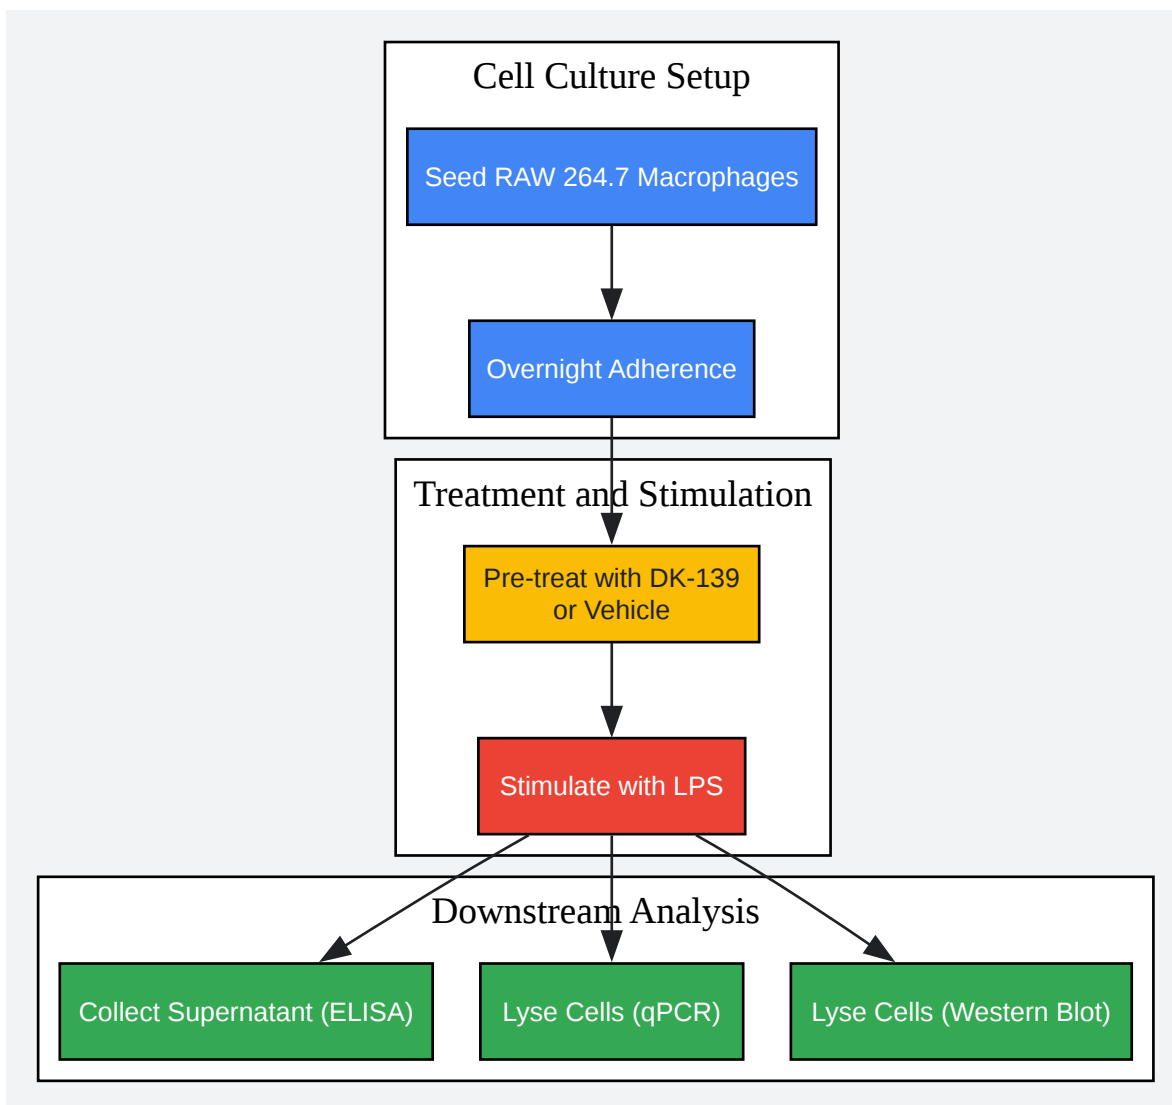 Cell Culture Setup
Seed RAW 264.7 Macrophages
Overnight Adherence
Treatment and Stimulation
Pre-treat with DK-139
or Vehicle
Stimulate with LPS
Downstream Analysis
Collect Supernatant (ELISA)
Lyse Cells (qPCR)
Lyse Cells (Western Blot)